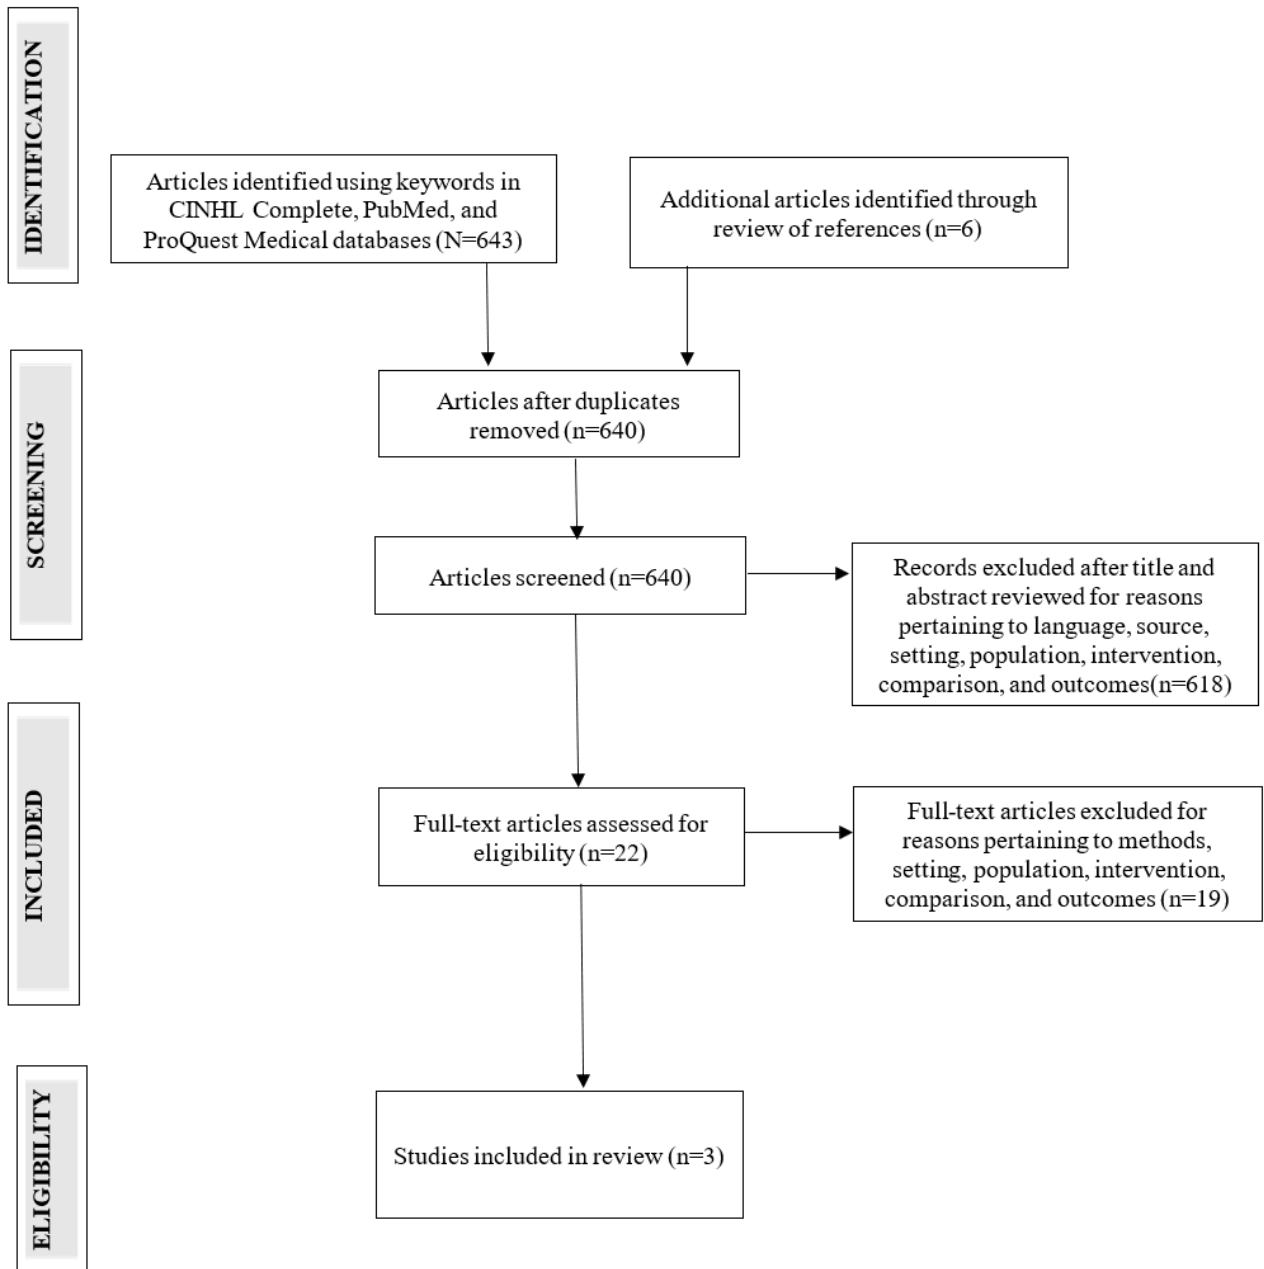 IDENTIFICATION
Articles identified using keywords in
CINHL Complete, PubMed, and
ProQuest Medical databases (N=643)
Additional articles identified through
review of references (n=6)
SCREENING
Articles after duplicates
removed (n=640)
Articles screened (n=640)
Records excluded after title and
abstract reviewed for reasons
pertaining to language, source,
setting, population, intervention,
comparison, and outcomes(n=618)
INCLUDED
Full-text articles assessed for
eligibility (n=22)
Full-text articles excluded for
reasons pertaining to methods,
setting, population, intervention,
comparison, and outcomes (n=19)
ELIGIBILITY
Studies included in review (n=3)